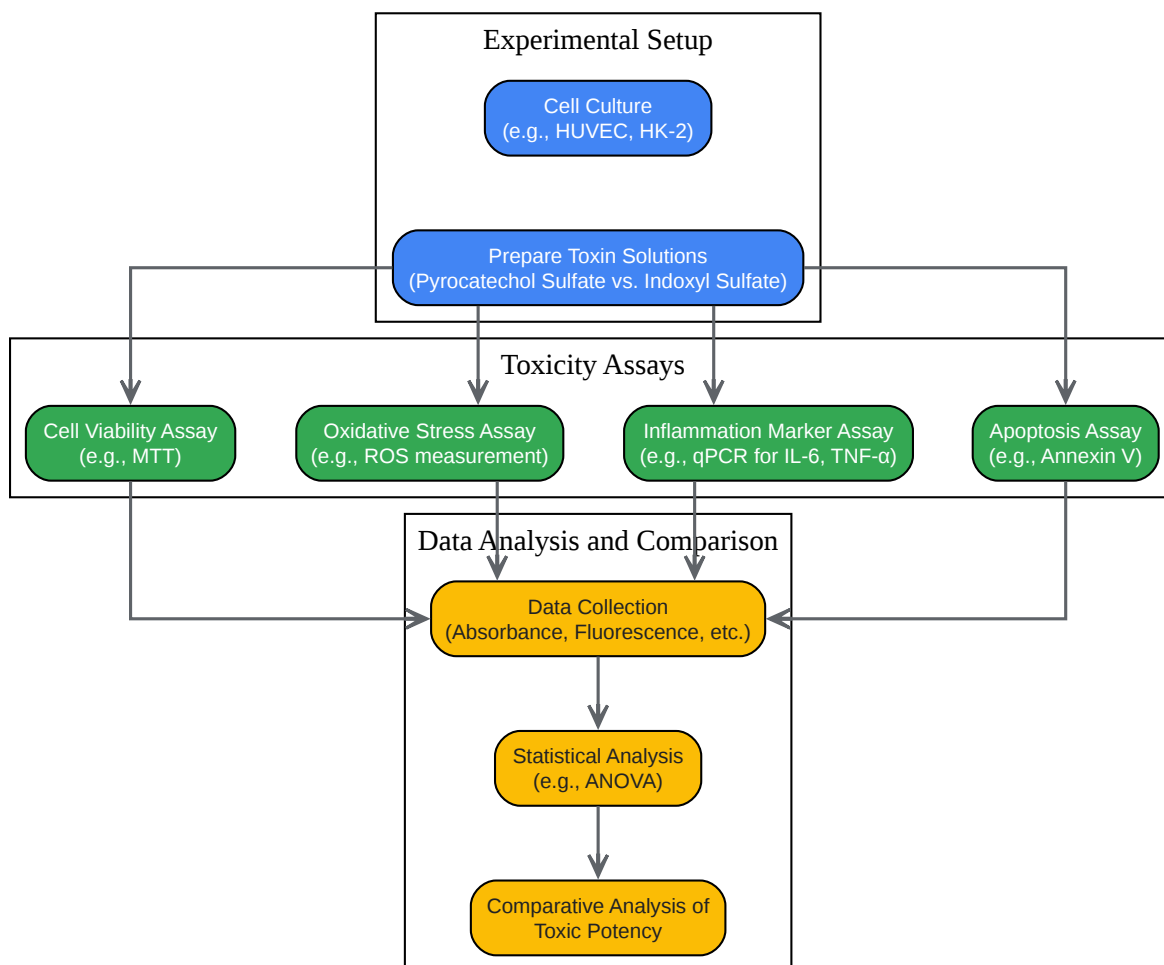 Experimental Setup
Cell Culture
(e.g., HUVEC, HK-2)
Prepare Toxin Solutions
(Pyrocatechol Sulfate vs. Indoxyl Sulfate)
Toxicity Assays
Cell Viability Assay
(e.g., MTT)
Oxidative Stress Assay
(e.g., ROS measurement)
Inflammation Marker Assay
(e.g., qPCR for IL-6, TNF-α)
Apoptosis Assay
(e.g., Annexin V)
Data Analysis and Comparison
Data Collection
(Absorbance, Fluorescence, etc.)
Statistical Analysis
(e.g., ANOVA)
Comparative Analysis of
Toxic Potency